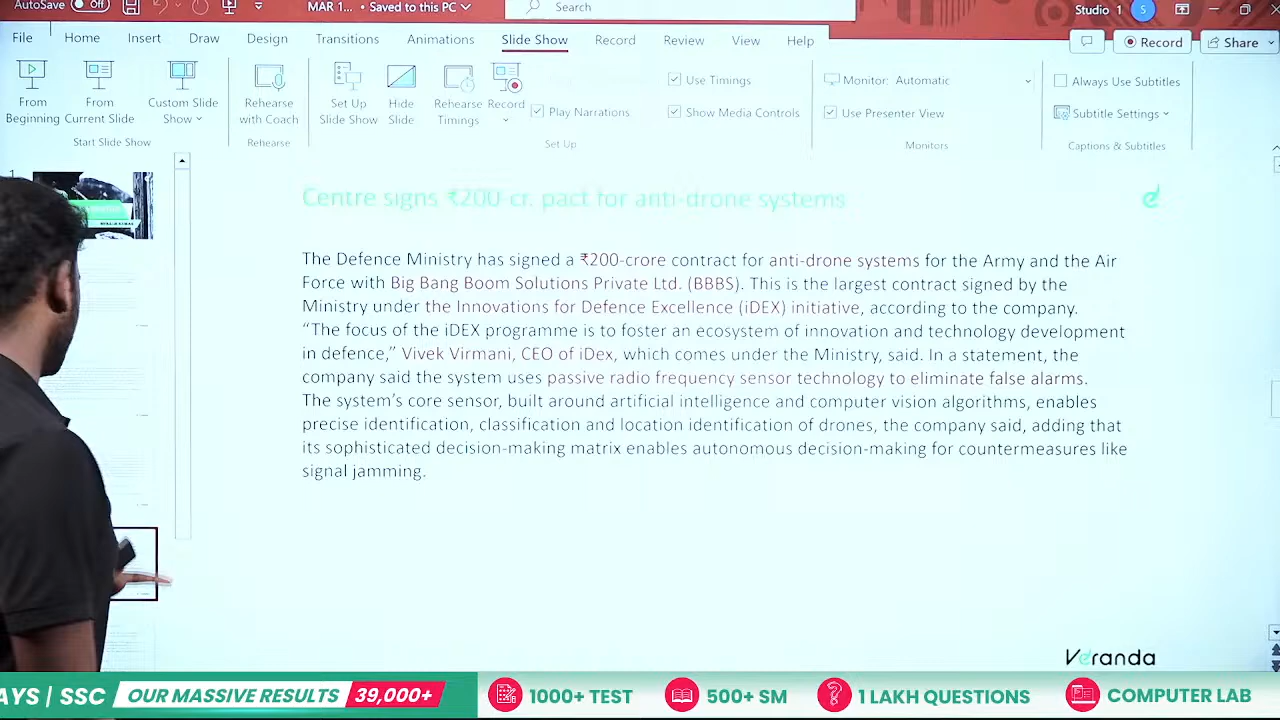 AutoSave Off MAR 1... • Saved to this PC Search Studio 1 S
File Home Insert Draw Design Transitions Animations Slide Show Record Review View Help Record Share
From Beginning
From Current Slide
Custom Slide Show
Start Slide Show
Rehearse with Coach
Rehearse
Set Up Slide Show
Hide Slide
Rehearse Timings
Record
Play Narrations
Use Timings
Show Media Controls
Set Up
Monitor: Automatic
Use Presenter View
Monitors
Always Use Subtitles
Subtitle Settings
Captions & Subtitles
1
Centre signs ₹200 cr. pact for anti-drone systems
The Defence Ministry has signed a ₹200-crore contract for anti-drone systems for the Army and the Air
Force with Big Bang Boom Solutions Private Ltd. (BBBS). This is the largest contract signed by the
Ministry under the Innovations for Defence Excellence (iDEX) initiative, according to the company.
“The focus of the iDEX programme is to foster an ecosystem of innovation and technology development
in defence,” Vivek Virmani, CEO of iDex, which comes under the Ministry, said. In a statement, the
company said the system uses passive radio frequency sensor technology to eliminate false alarms.
The system’s core sensor, built around artificial intelligence and computer vision algorithms, enables
precise identification, classification and location identification of drones, the company said, adding that
its sophisticated decision-making matrix enables autonomous decision-making for countermeasures like
signal jamming.
Veranda
AYS | SSC OUR MASSIVE RESULTS 39,000+ 1000+ TEST 500+ SM 1 LAKH QUESTIONS COMPUTER LAB